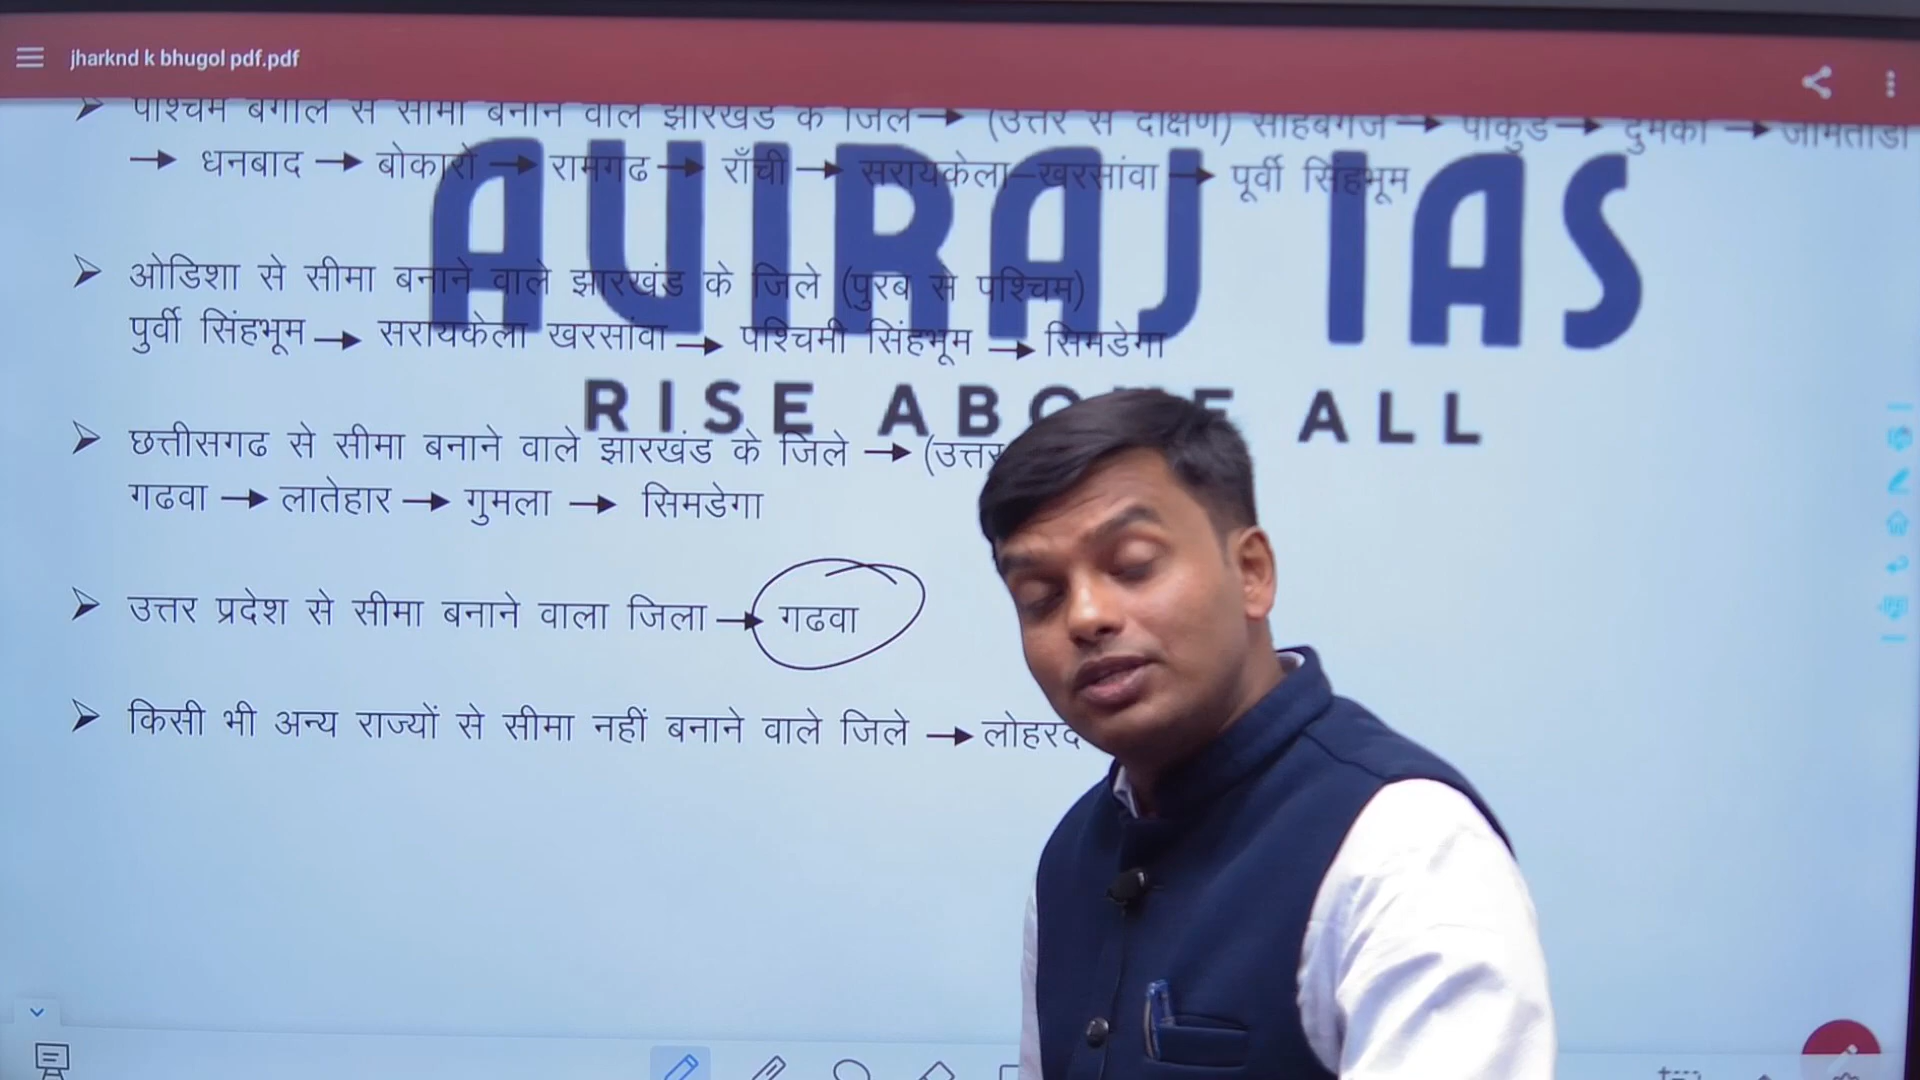 jharknd k bhugol pdf.pdf
पश्चिम बंगाल से सीमा बनाने वाले झारखंड के जिले→ (उत्तर से दक्षिण) साहेबगंज→ पाकुड→ दुमका →जामताडा
→ धनबाद → बोकारो → रामगढ→ राँची → सरायकेला–खरसांवा → पूर्वी सिंहभूम
AVIRAJ IAS
ओडिशा से सीमा बनाने वाले झारखंड के जिले (पुरब से पश्चिम)
पुर्वी सिंहभूम → सरायकेला खरसांवा → पश्चिमी सिंहभूम → सिमडेगा
RISE ABOVE ALL
छत्तीसगढ से सीमा बनाने वाले झारखंड के जिले → (उत्तर
गढवा → लातेहार → गुमला → सिमडेगा
उत्तर प्रदेश से सीमा बनाने वाला जिला → गढवा
किसी भी अन्य राज्यों से सीमा नहीं बनाने वाले जिले → लोहरद